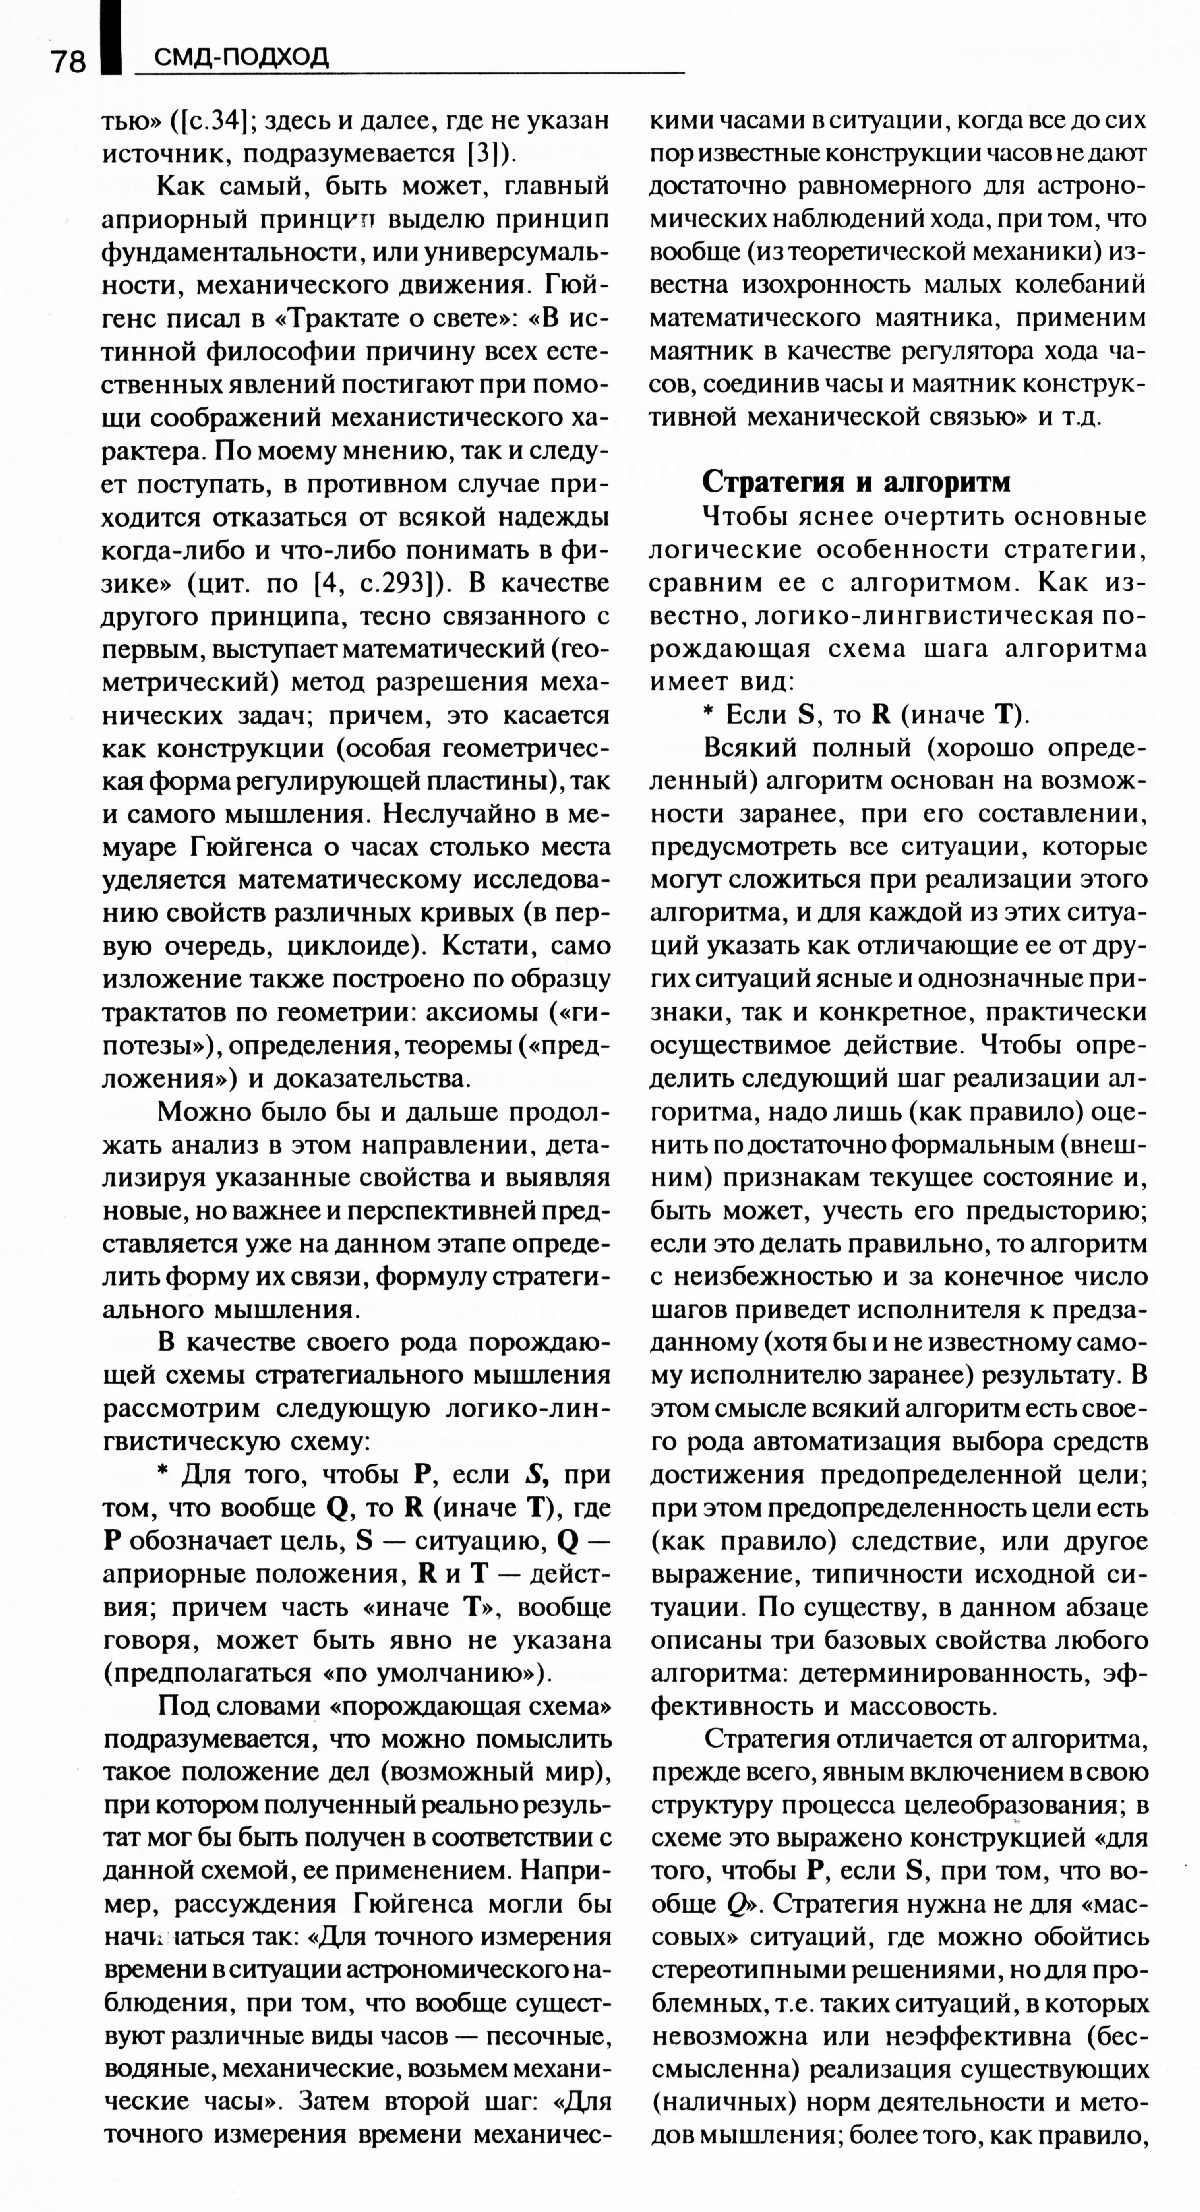 78
СМД-ПОДХОД
тью» ([с.34]; здесь и далее, где не указан
источник, подразумевается [3]).
Как самый, быть может, главный
априорный принцип выделю принцип
фундаментальности, или универсумаль-
ности, механического движения. Гюй-
генс писал в «Трактате о свете»: «В ис-
тинной философии причину всех есте-
ственных явлений постигают при помо-
щи соображений механистического ха-
рактера. По моему мнению, так и следу-
ет поступать, в противном случае при-
ходится отказаться от всякой надежды
когда-либо и что-либо понимать в фи-
зике» (цит. по [4, с.293]). В качестве
другого принципа, тесно связанного с
первым, выступает математический (гео-
метрический) метод разрешения меха-
нических задач; причем, это касается
как конструкции (особая геометричес-
кая форма регулирующей пластины), так
и самого мышления. Неслучайно в ме-
муаре Гюйгенса о часах столько места
уделяется математическому исследова-
нию свойств различных кривых (в пер-
вую очередь, циклоиде). Кстати, само
изложение также построено по образцу
трактатов по геометрии: аксиомы («ги-
потезы»), определения, теоремы («пред-
ложения») и доказательства.
Можно было бы и дальше продол-
жать анализ в этом направлении, дета-
лизируя указанные свойства и выявляя
новые, но важнее и перспективней пред-
ставляется уже на данном этапе опреде-
лить форму их связи, формулу стратеги-
ального мышления.
В качестве своего рода порождаю-
щей схемы стратегиального мышления
рассмотрим следующую логико-лин-
гвистическую схему:
* Для того, чтобы P, если S, при
том, что вообще Q, то R (иначе T), где
P обозначает цель, S — ситуацию, Q —
априорные положения, R и T — дейст-
вия; причем часть «иначе T», вообще
говоря, может быть явно не указана
(предполагаться «по умолчанию»).
Под словами «порождающая схема»
подразумевается, что можно помыслить
такое положение дел (возможный мир),
при котором полученный реально резуль-
тат мог бы быть получен в соответствии с
данной схемой, ее применением. Напри-
мер, рассуждения Гюйгенса могли бы
начинаться так: «Для точного измерения
времени в ситуации астрономического на-
блюдения, при том, что вообще сущест-
вуют различные виды часов — песочные,
водяные, механические, возьмем механи-
ческие часы». Затем второй шаг: «Для
точного измерения времени механичес-
кими часами в ситуации, когда все до сих
пор известные конструкции часов не дают
достаточно равномерного для астроно-
мических наблюдений хода, при том, что
вообще (из теоретической механики) из-
вестна изохронность малых колебаний
математического маятника, применим
маятник в качестве регулятора хода ча-
сов, соединив часы и маятник конструк-
тивной механической связью» и т.д.
Стратегия и алгоритм
Чтобы яснее очертить основные
логические особенности стратегии,
сравним ее с алгоритмом. Как из-
вестно, логико-лингвистическая по-
рождающая схема шага алгоритма
имеет вид:
* Если S, то R (иначе T).
Всякий полный (хорошо опреде-
ленный) алгоритм основан на возмож-
ности заранее, при его составлении,
предусмотреть все ситуации, которые
могут сложиться при реализации этого
алгоритма, и для каждой из этих ситуа-
ций указать как отличающие ее от дру-
гих ситуаций ясные и однозначные при-
знаки, так и конкретное, практически
осуществимое действие. Чтобы опре-
делить следующий шаг реализации ал-
горитма, надо лишь (как правило) оце-
нить по достаточно формальным (внеш-
ним) признакам текущее состояние и,
быть может, учесть его предысторию;
если это делать правильно, то алгоритм
с неизбежностью и за конечное число
шагов приведет исполнителя к предза-
данному (хотя бы и не известному само-
му исполнителю заранее) результату. В
этом смысле всякий алгоритм есть свое-
го рода автоматизация выбора средств
достижения предопределенной цели;
при этом предопределенность цели есть
(как правило) следствие, или другое
выражение, типичности исходной си-
туации. По существу, в данном абзаце
описаны три базовых свойства любого
алгоритма: детерминированность, эф-
фективность и массовость.
Стратегия отличается от алгоритма,
прежде всего, явным включением в свою
структуру процесса целеобразования; в
схеме это выражено конструкцией «для
того, чтобы P, если S, при том, что во-
обще Q». Стратегия нужна не для «мас-
совых» ситуаций, где можно обойтись
стереотипными решениями, но для про-
блемных, т.е. таких ситуаций, в которых
невозможна или неэффективна (бес-
смысленна) реализация существующих
(наличных) норм деятельности и мето-
дов мышления; более того, как правило,